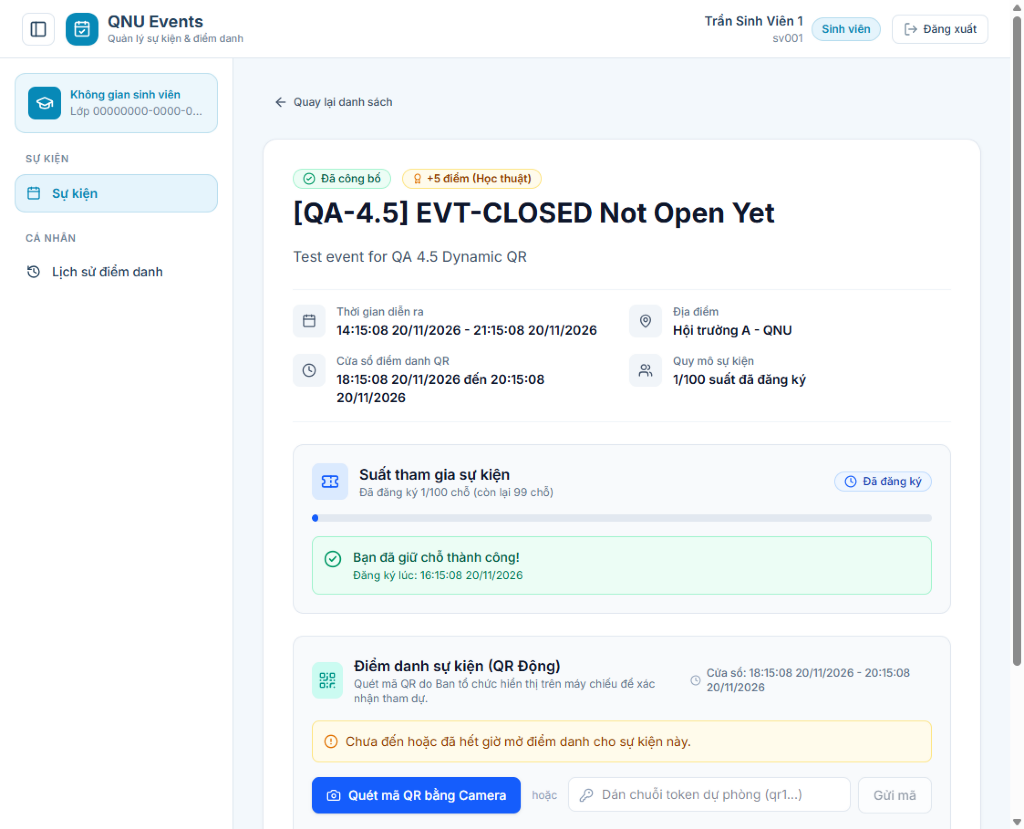 QNU Events
Quản lý sự kiện & điểm danh
Trần Sinh Viên 1
sv001
Sinh viên
Đăng xuất
Không gian sinh viên
Lớp 00000000-0000-0...
SỰ KIỆN
Sự kiện
CÁ NHÂN
Lịch sử điểm danh
Quay lại danh sách
Đã công bố
+5 điểm (Học thuật)
[QA-4.5] EVT-CLOSED Not Open Yet
Test event for QA 4.5 Dynamic QR
Thời gian diễn ra
14:15:08 20/11/2026 - 21:15:08 20/11/2026
Địa điểm
Hội trường A - QNU
Cửa sổ điểm danh QR
18:15:08 20/11/2026 đến 20:15:08
20/11/2026
Quy mô sự kiện
1/100 suất đã đăng ký
Suất tham gia sự kiện
Đã đăng ký 1/100 chỗ (còn lại 99 chỗ)
Đã đăng ký
Bạn đã giữ chỗ thành công!
Đăng ký lúc: 16:15:08 20/11/2026
Điểm danh sự kiện (QR Động)
Quét mã QR do Ban tổ chức hiển thị trên máy chiếu để xác
nhận tham dự.
Cửa sổ: 18:15:08 20/11/2026 - 20:15:08
20/11/2026
Chưa đến hoặc đã hết giờ mở điểm danh cho sự kiện này.
Quét mã QR bằng Camera
hoặc
Dán chuỗi token dự phòng (qr1...)
Gửi mã